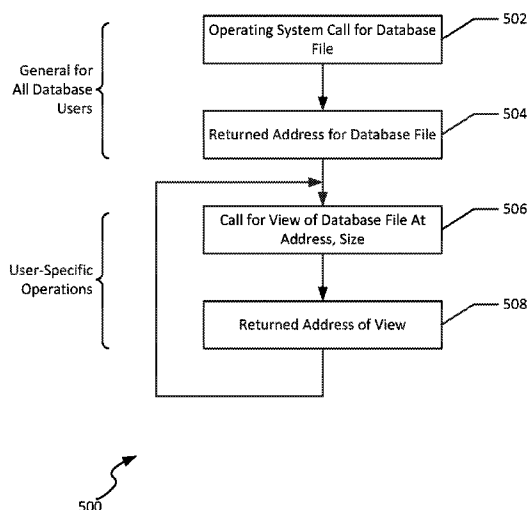 Operating System Call for Database
File
502
General for
All Database
Users
Returned Address for Database File
504
Call for View of Database File At
Address, Size
506
User-Specific
Operations
Returned Address of View
508
500